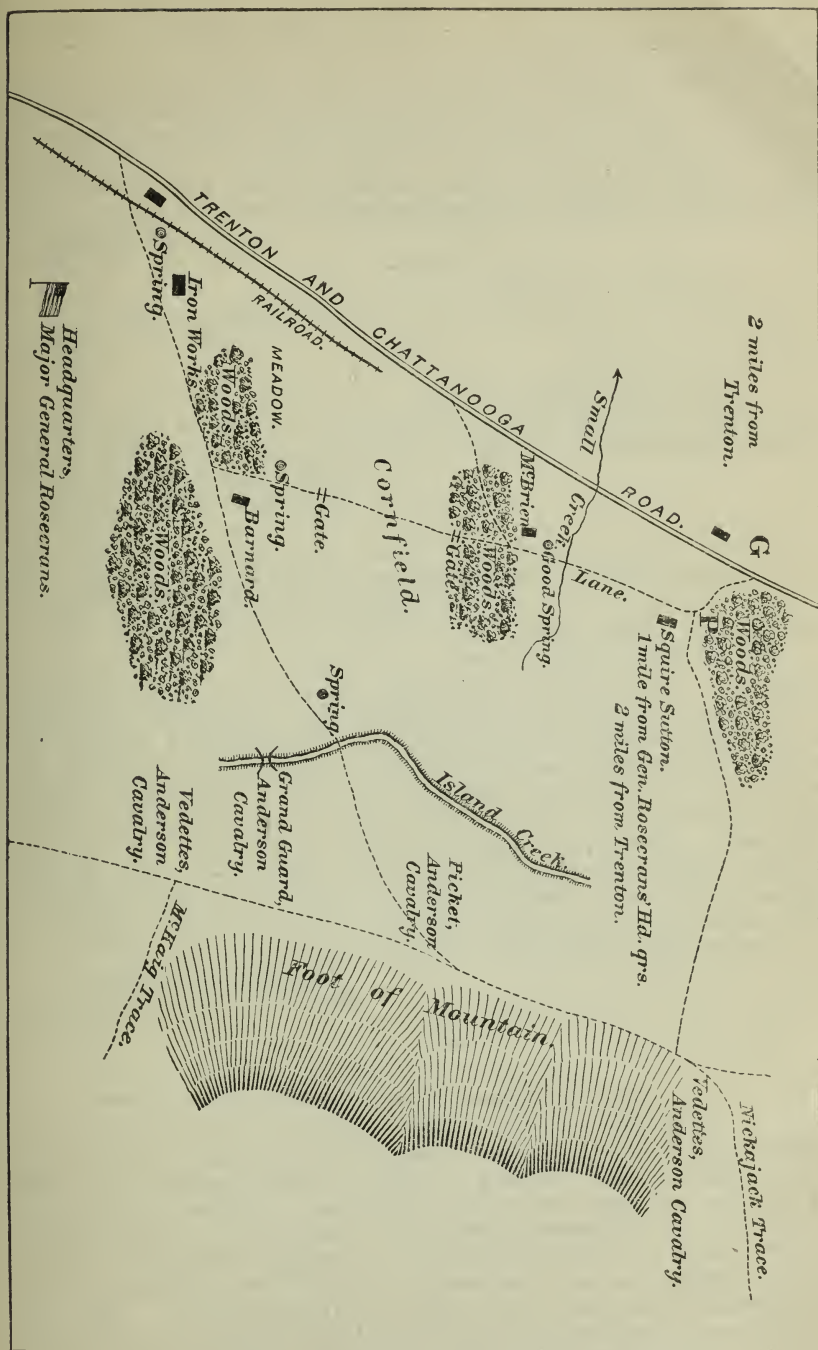 2 miles from
Trenton.
G
TRENTON AND CHATTANOOGA ROAD.
RAILROAD.
Small Creek.
Woods.
P
Lane.
Squire Sutton.
1 mile from Gen. Rosecrans' Hd. qrs.
2 miles from Trenton.
McBrien
Good Spring.
Woods
Gate.
Cornfield.
MEADOW.
Gate.
Spring.
Woods
Barnard.
Iron Works.
Spring.
Woods.
Headquarters,
Major General Rosecrans.
Spring.
Island Creek.
Grand Guard,
Anderson
Cavalry.
Picket,
Anderson
Cavalry.
Vedettes,
Anderson
Cavalry.
McKaig Trace.
Foot of Mountain.
Vedettes,
Anderson Cavalry.
Nickajack Trace.